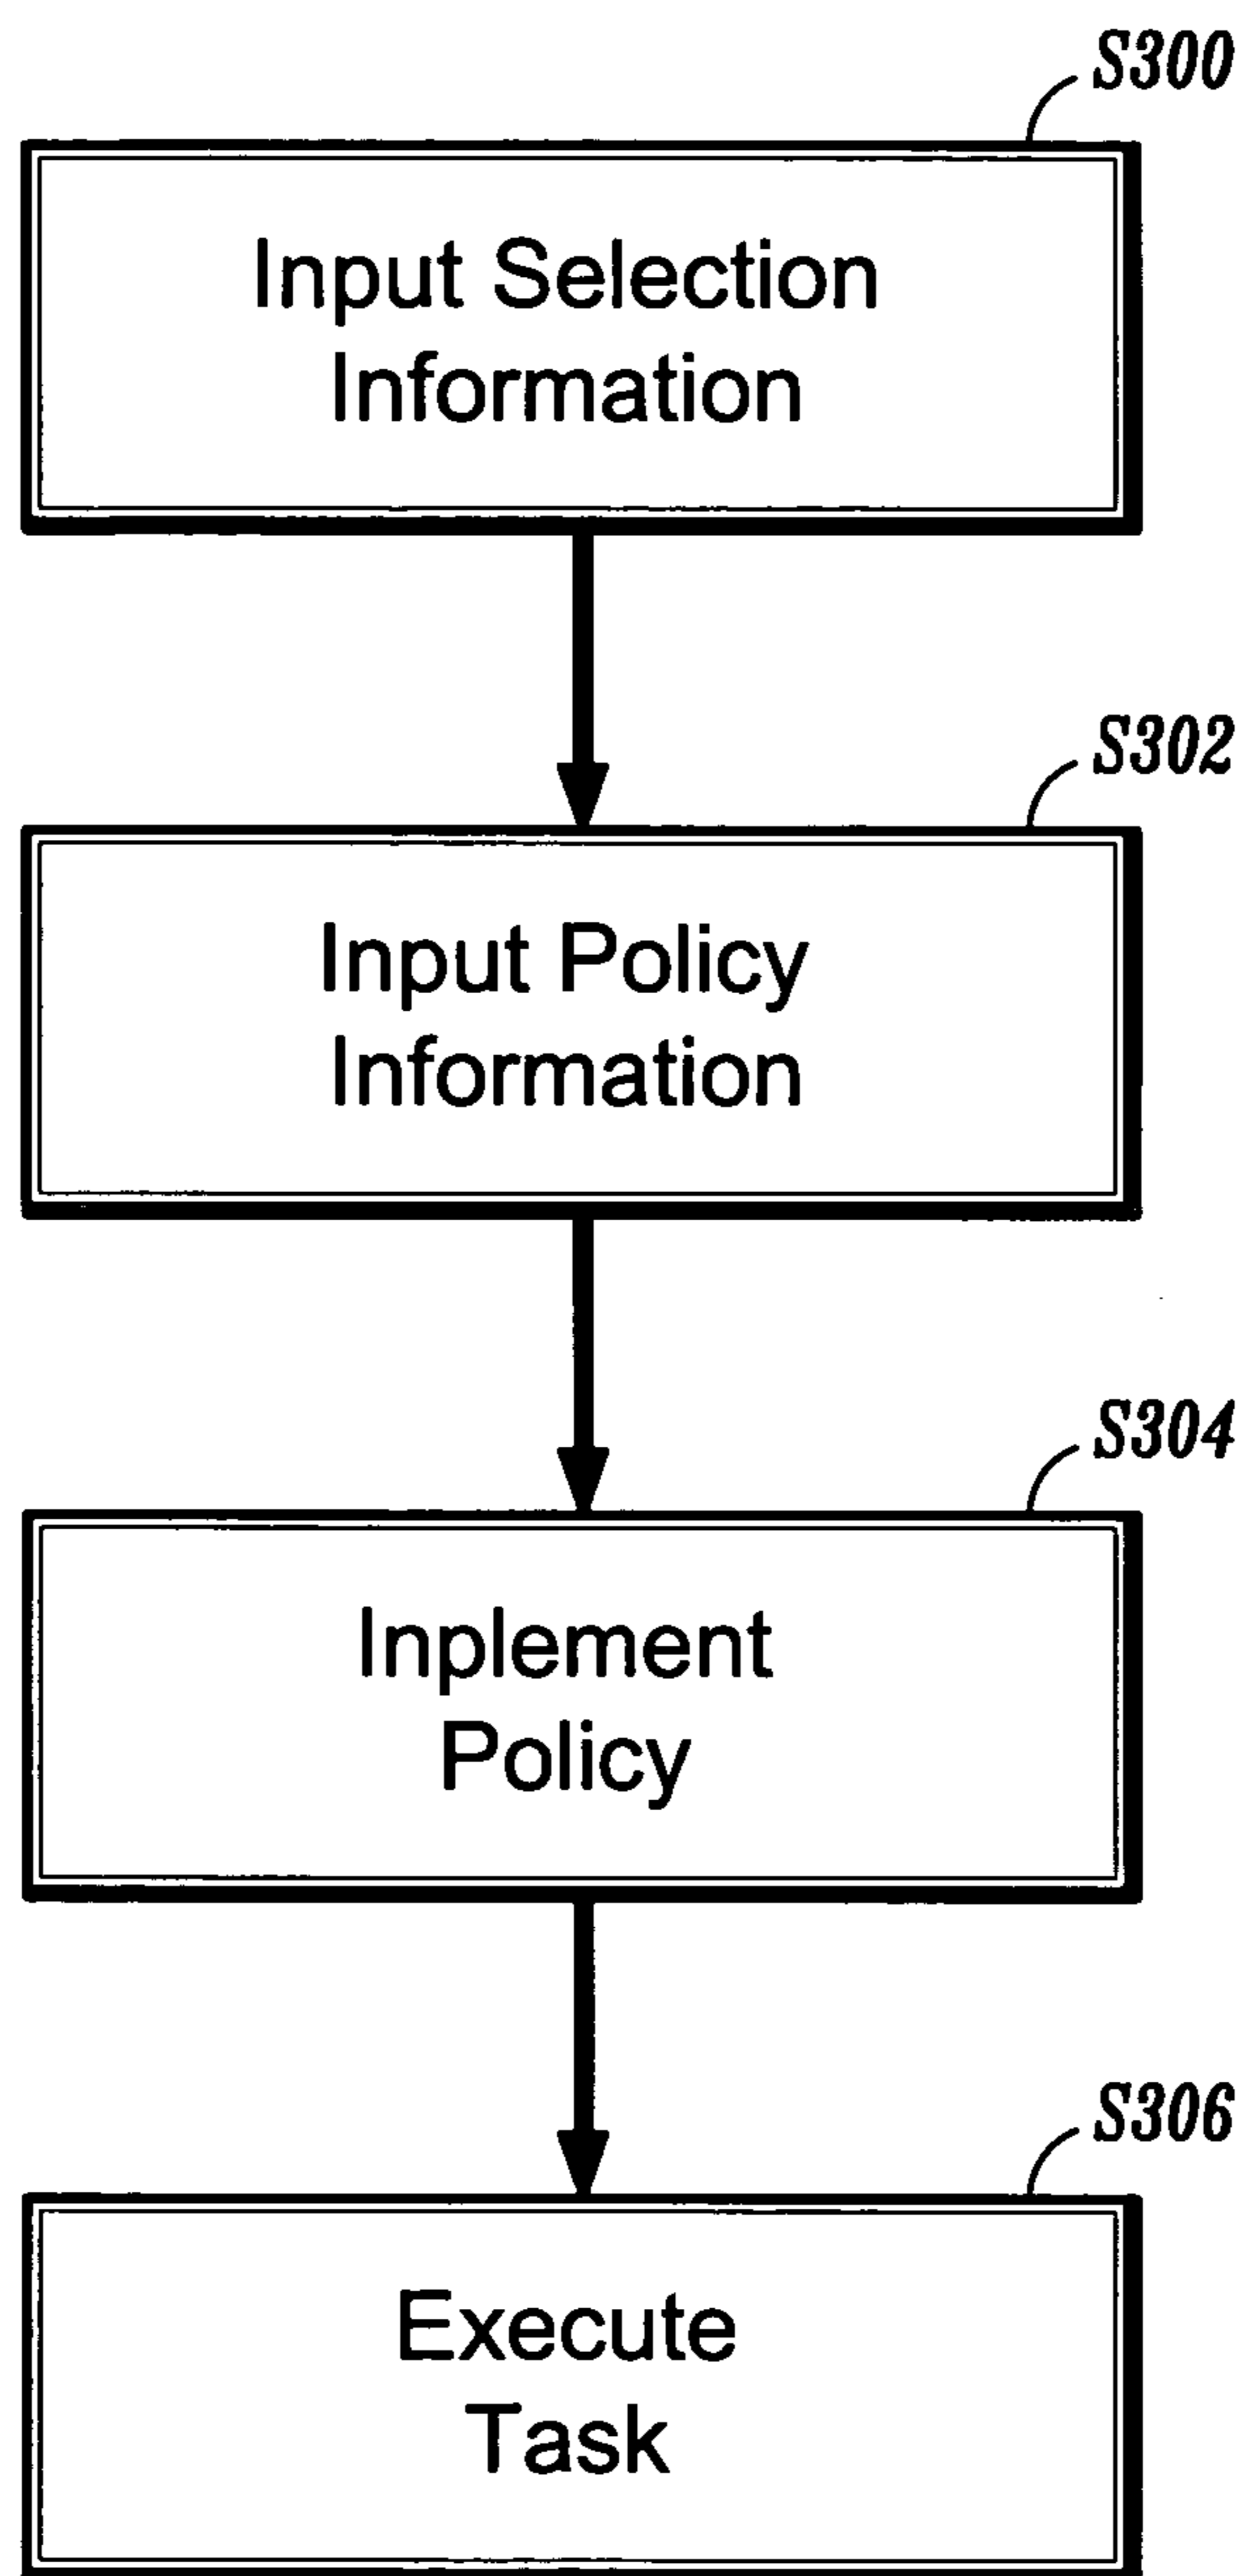 S300
Input Selection
Information
S302
Input Policy
Information
S304
Inplement
Policy
S306
Execute
Task